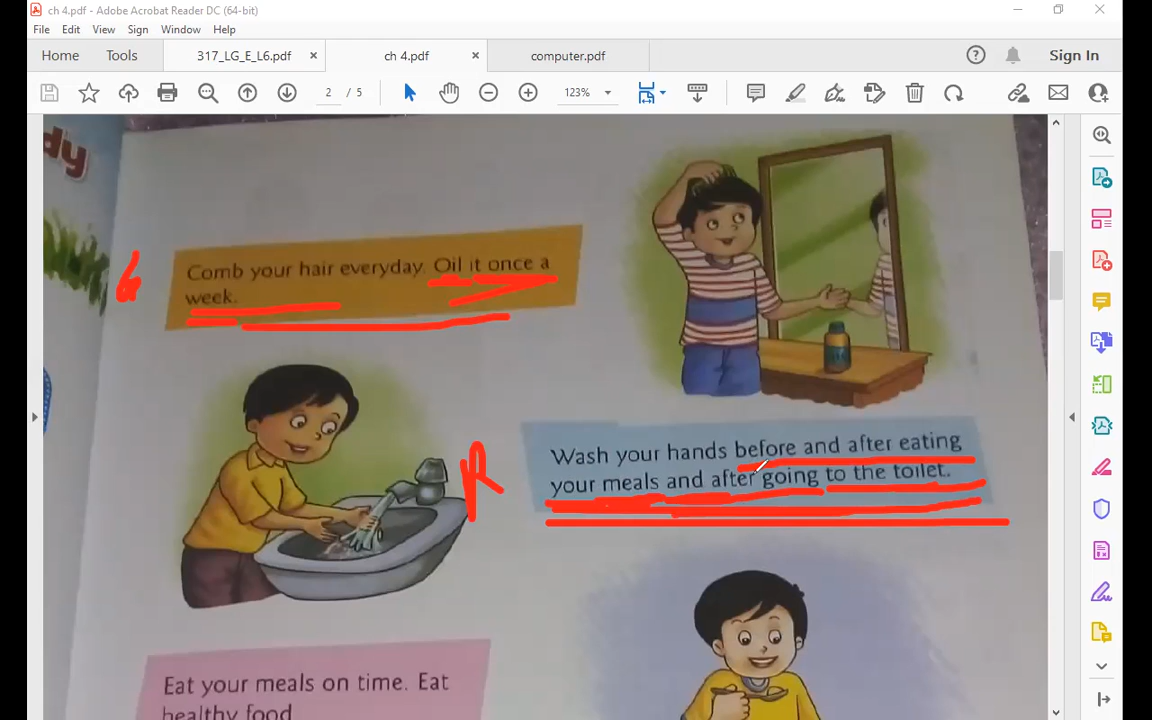 ch 4.pdf - Adobe Acrobat Reader DC (64-bit)
File Edit View Sign Window Help
Home Tools 317_LG_E_L6.pdf × ch 4.pdf × computer.pdf Sign In
2 / 5 123%
dy
Comb your hair everyday. Oil it once a
week.
Wash your hands before and after eating
your meals and after going to the toilet.
Eat your meals on time. Eat
healthy food